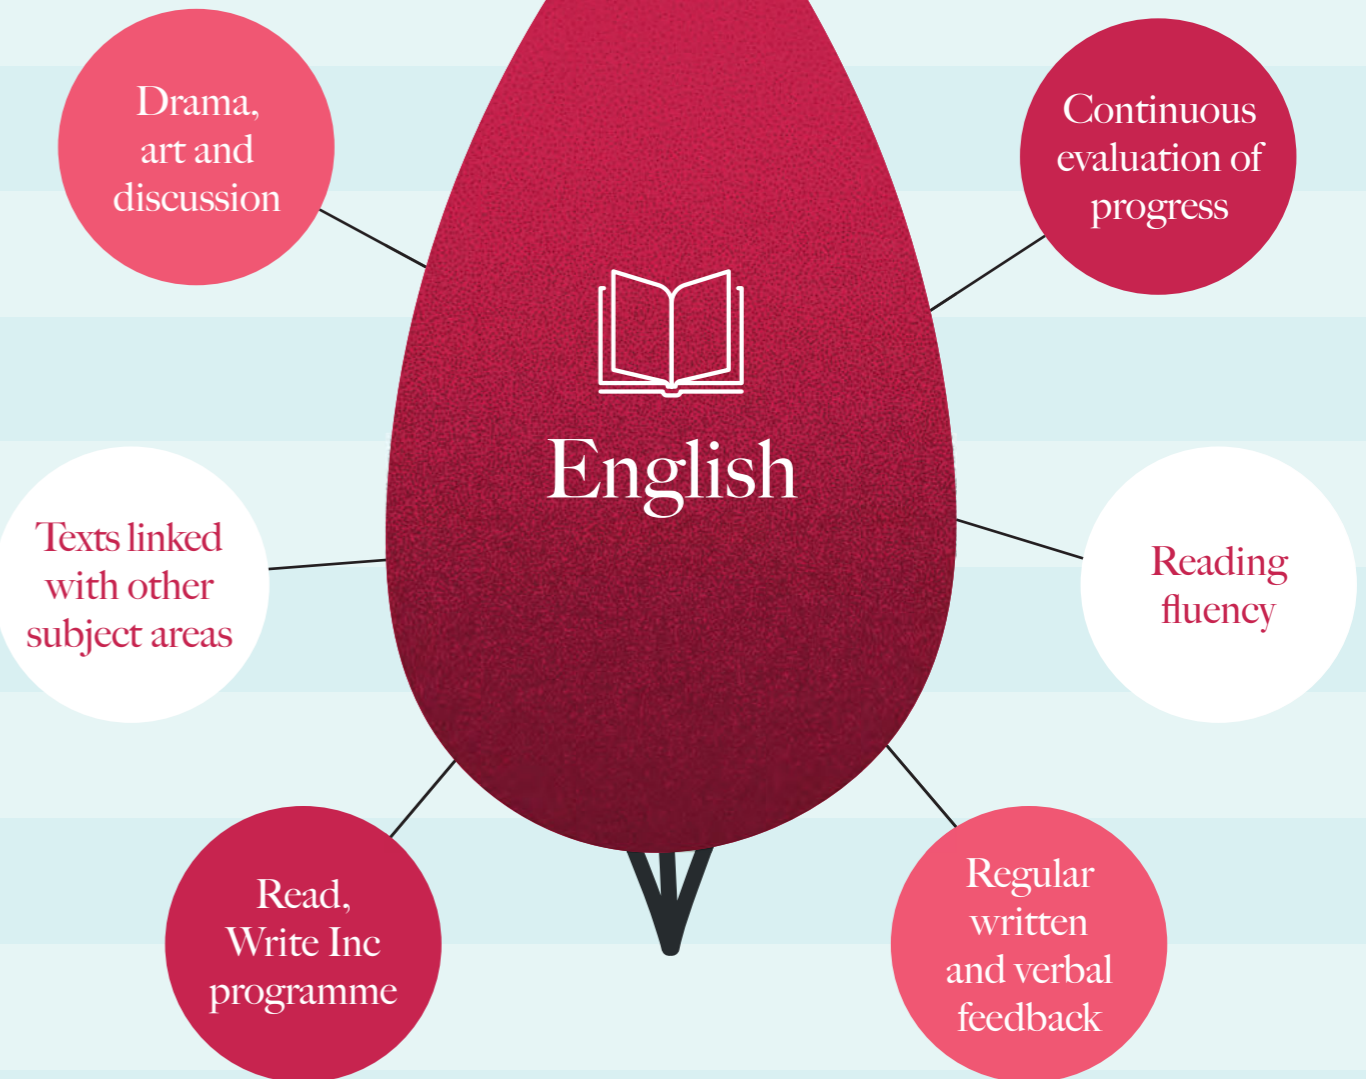 Drama,
art and
discussion
Continuous
evaluation of
progress
English
Texts linked
with other
subject areas
Reading
fluency
Read,
Write Inc
programme
Regular
written
and verbal
feedback